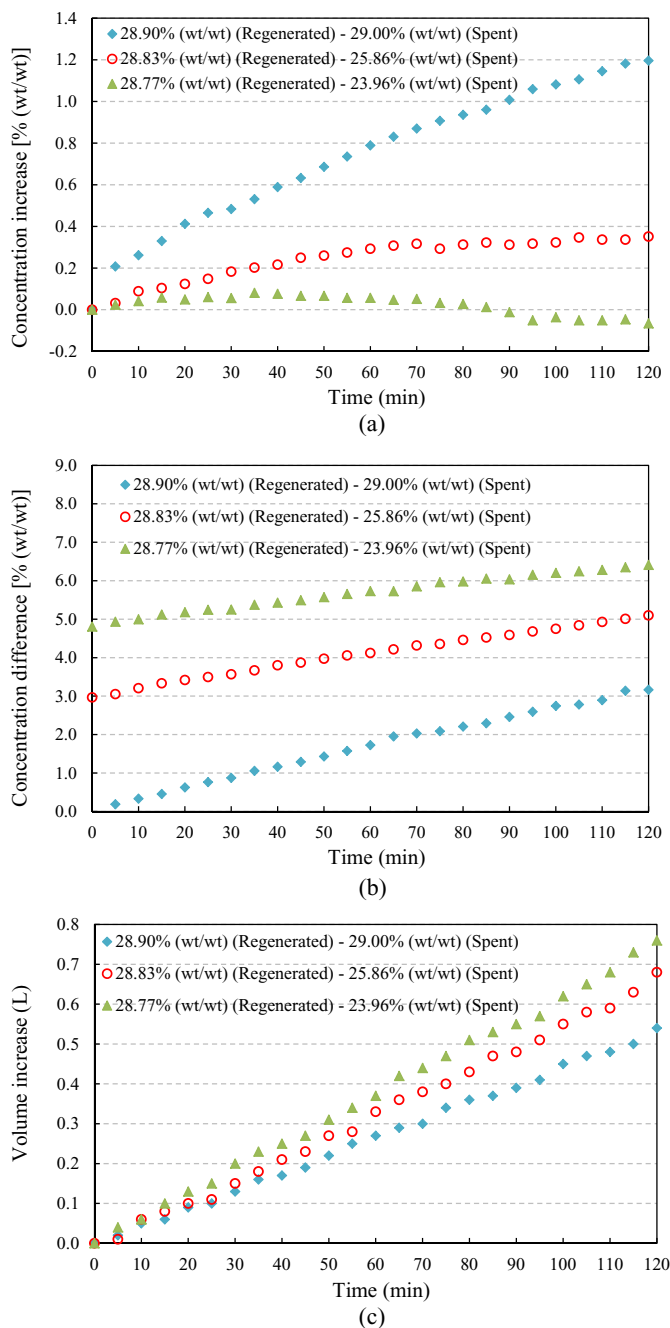 Concentration increase [% (wt/wt)]
1.4
1.2
1.0
0.8
0.6
0.4
0.2
0.0
-0.2
28.90% (wt/wt) (Regenerated) - 29.00% (wt/wt) (Spent)
28.83% (wt/wt) (Regenerated) - 25.86% (wt/wt) (Spent)
28.77% (wt/wt) (Regenerated) - 23.96% (wt/wt) (Spent)
0 10 20 30 40 50 60 70 80 90 100 110 120
Time (min)
(a)
Concentration difference [% (wt/wt)]
9.0
8.0
7.0
6.0
5.0
4.0
3.0
2.0
1.0
0.0
28.90% (wt/wt) (Regenerated) - 29.00% (wt/wt) (Spent)
28.83% (wt/wt) (Regenerated) - 25.86% (wt/wt) (Spent)
28.77% (wt/wt) (Regenerated) - 23.96% (wt/wt) (Spent)
0 10 20 30 40 50 60 70 80 90 100 110 120
Time (min)
(b)
Volume increase (L)
0.8
0.7
0.6
0.5
0.4
0.3
0.2
0.1
0.0
28.90% (wt/wt) (Regenerated) - 29.00% (wt/wt) (Spent)
28.83% (wt/wt) (Regenerated) - 25.86% (wt/wt) (Spent)
28.77% (wt/wt) (Regenerated) - 23.96% (wt/wt) (Spent)
0 10 20 30 40 50 60 70 80 90 100 110 120
Time (min)
(c)